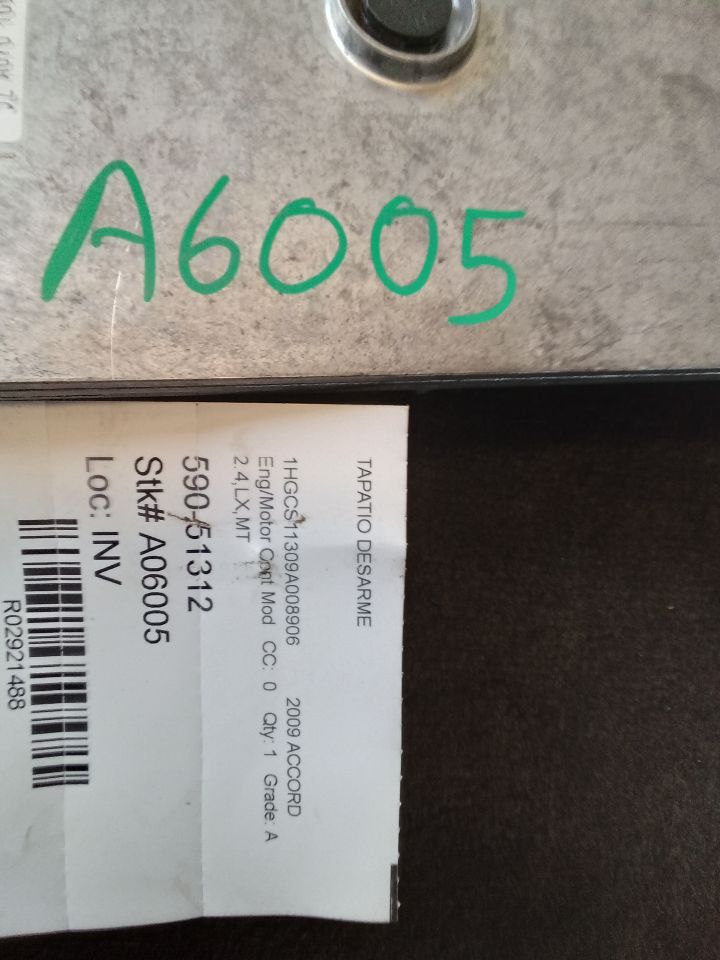 A6005
TAPATIO DESARME
1HGCS11309A008906 2009 ACCORD
Eng/Motor Cont Mod CC: 0 Qty: 1 Grade: A
2.4,LX,MT
590-51312
Stk# A06005
Loc: INV
R02921488